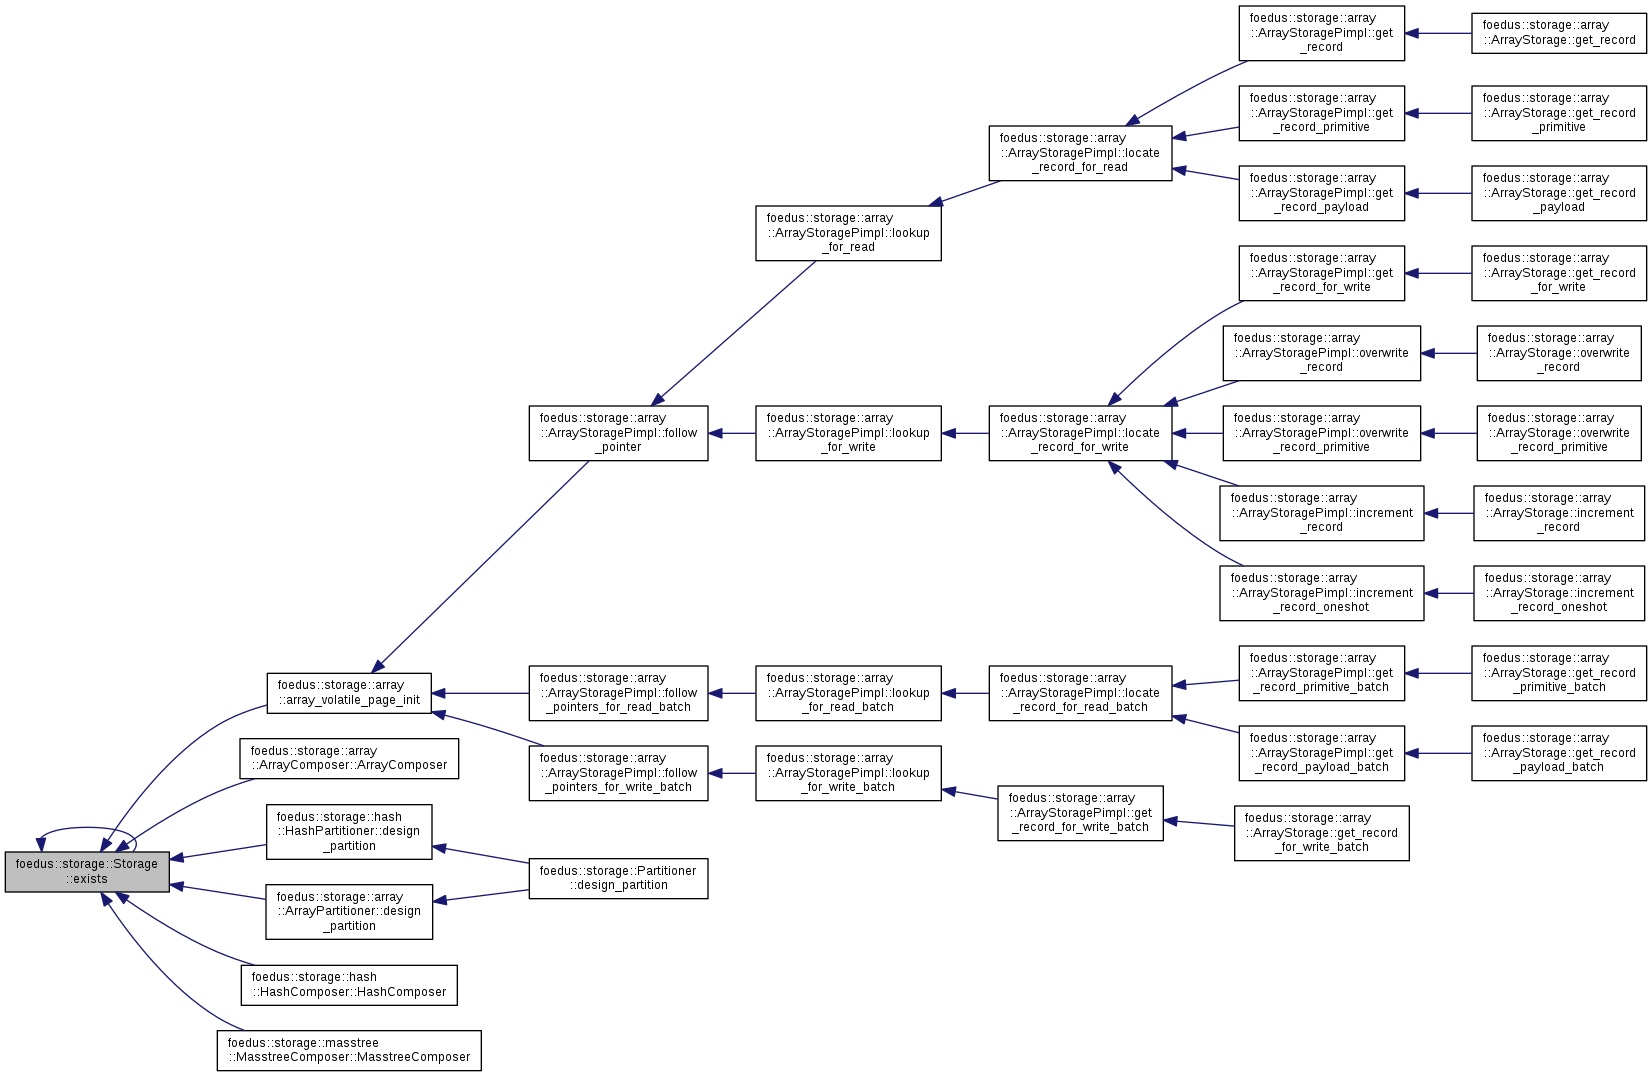 foedus::storage::array
::ArrayStoragePimpl::get
_record
foedus::storage::array
::ArrayStorage::get_record
foedus::storage::array
::ArrayStoragePimpl::get
_record_primitive
foedus::storage::array
::ArrayStorage::get_record
_primitive
foedus::storage::array
::ArrayStoragePimpl::locate
_record_for_read
foedus::storage::array
::ArrayStoragePimpl::get
_record_payload
foedus::storage::array
::ArrayStorage::get_record
_payload
foedus::storage::array
::ArrayStoragePimpl::lookup
_for_read
foedus::storage::array
::ArrayStoragePimpl::get
_record_for_write
foedus::storage::array
::ArrayStorage::get_record
_for_write
foedus::storage::array
::ArrayStoragePimpl::overwrite
_record
foedus::storage::array
::ArrayStorage::overwrite
_record
foedus::storage::array
::ArrayStoragePimpl::follow
_pointer
foedus::storage::array
::ArrayStoragePimpl::lookup
_for_write
foedus::storage::array
::ArrayStoragePimpl::locate
_record_for_write
foedus::storage::array
::ArrayStoragePimpl::overwrite
_record_primitive
foedus::storage::array
::ArrayStorage::overwrite
_record_primitive
foedus::storage::array
::ArrayStoragePimpl::increment
_record
foedus::storage::array
::ArrayStorage::increment
_record
foedus::storage::array
::ArrayStoragePimpl::increment
_record_oneshot
foedus::storage::array
::ArrayStorage::increment
_record_oneshot
foedus::storage::array
::array_volatile_page_init
foedus::storage::array
::ArrayStoragePimpl::follow
_pointers_for_read_batch
foedus::storage::array
::ArrayStoragePimpl::lookup
_for_read_batch
foedus::storage::array
::ArrayStoragePimpl::locate
_record_for_read_batch
foedus::storage::array
::ArrayStoragePimpl::get
_record_primitive_batch
foedus::storage::array
::ArrayStorage::get_record
_primitive_batch
foedus::storage::array
::ArrayComposer::ArrayComposer
foedus::storage::array
::ArrayStoragePimpl::follow
_pointers_for_write_batch
foedus::storage::array
::ArrayStoragePimpl::lookup
_for_write_batch
foedus::storage::array
::ArrayStoragePimpl::get
_record_payload_batch
foedus::storage::array
::ArrayStorage::get_record
_payload_batch
foedus::storage::array
::ArrayStoragePimpl::get
_record_for_write_batch
foedus::storage::array
::ArrayStorage::get_record
_for_write_batch
foedus::storage::hash
::HashPartitioner::design
_partition
foedus::storage::Storage
::exists
foedus::storage::Partitioner
::design_partition
foedus::storage::array
::ArrayPartitioner::design
_partition
foedus::storage::hash
::HashComposer::HashComposer
foedus::storage::masstree
::MasstreeComposer::MasstreeComposer